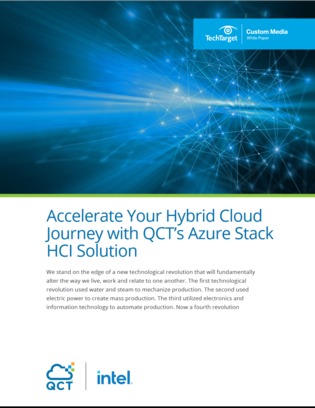 TechTarget
Custom Media
White Paper
Accelerate Your Hybrid Cloud
Journey with QCT's Azure Stack
HCI Solution
We stand on the edge of a new technological revolution that will fundamentally
alter the way we live, work and relate to one another. The first technological
revolution used water and steam to mechanize production. The second used
electric power to create mass production. The third utilized electronics and
information technology to automate production. Now a fourth revolution
QCT
intel.